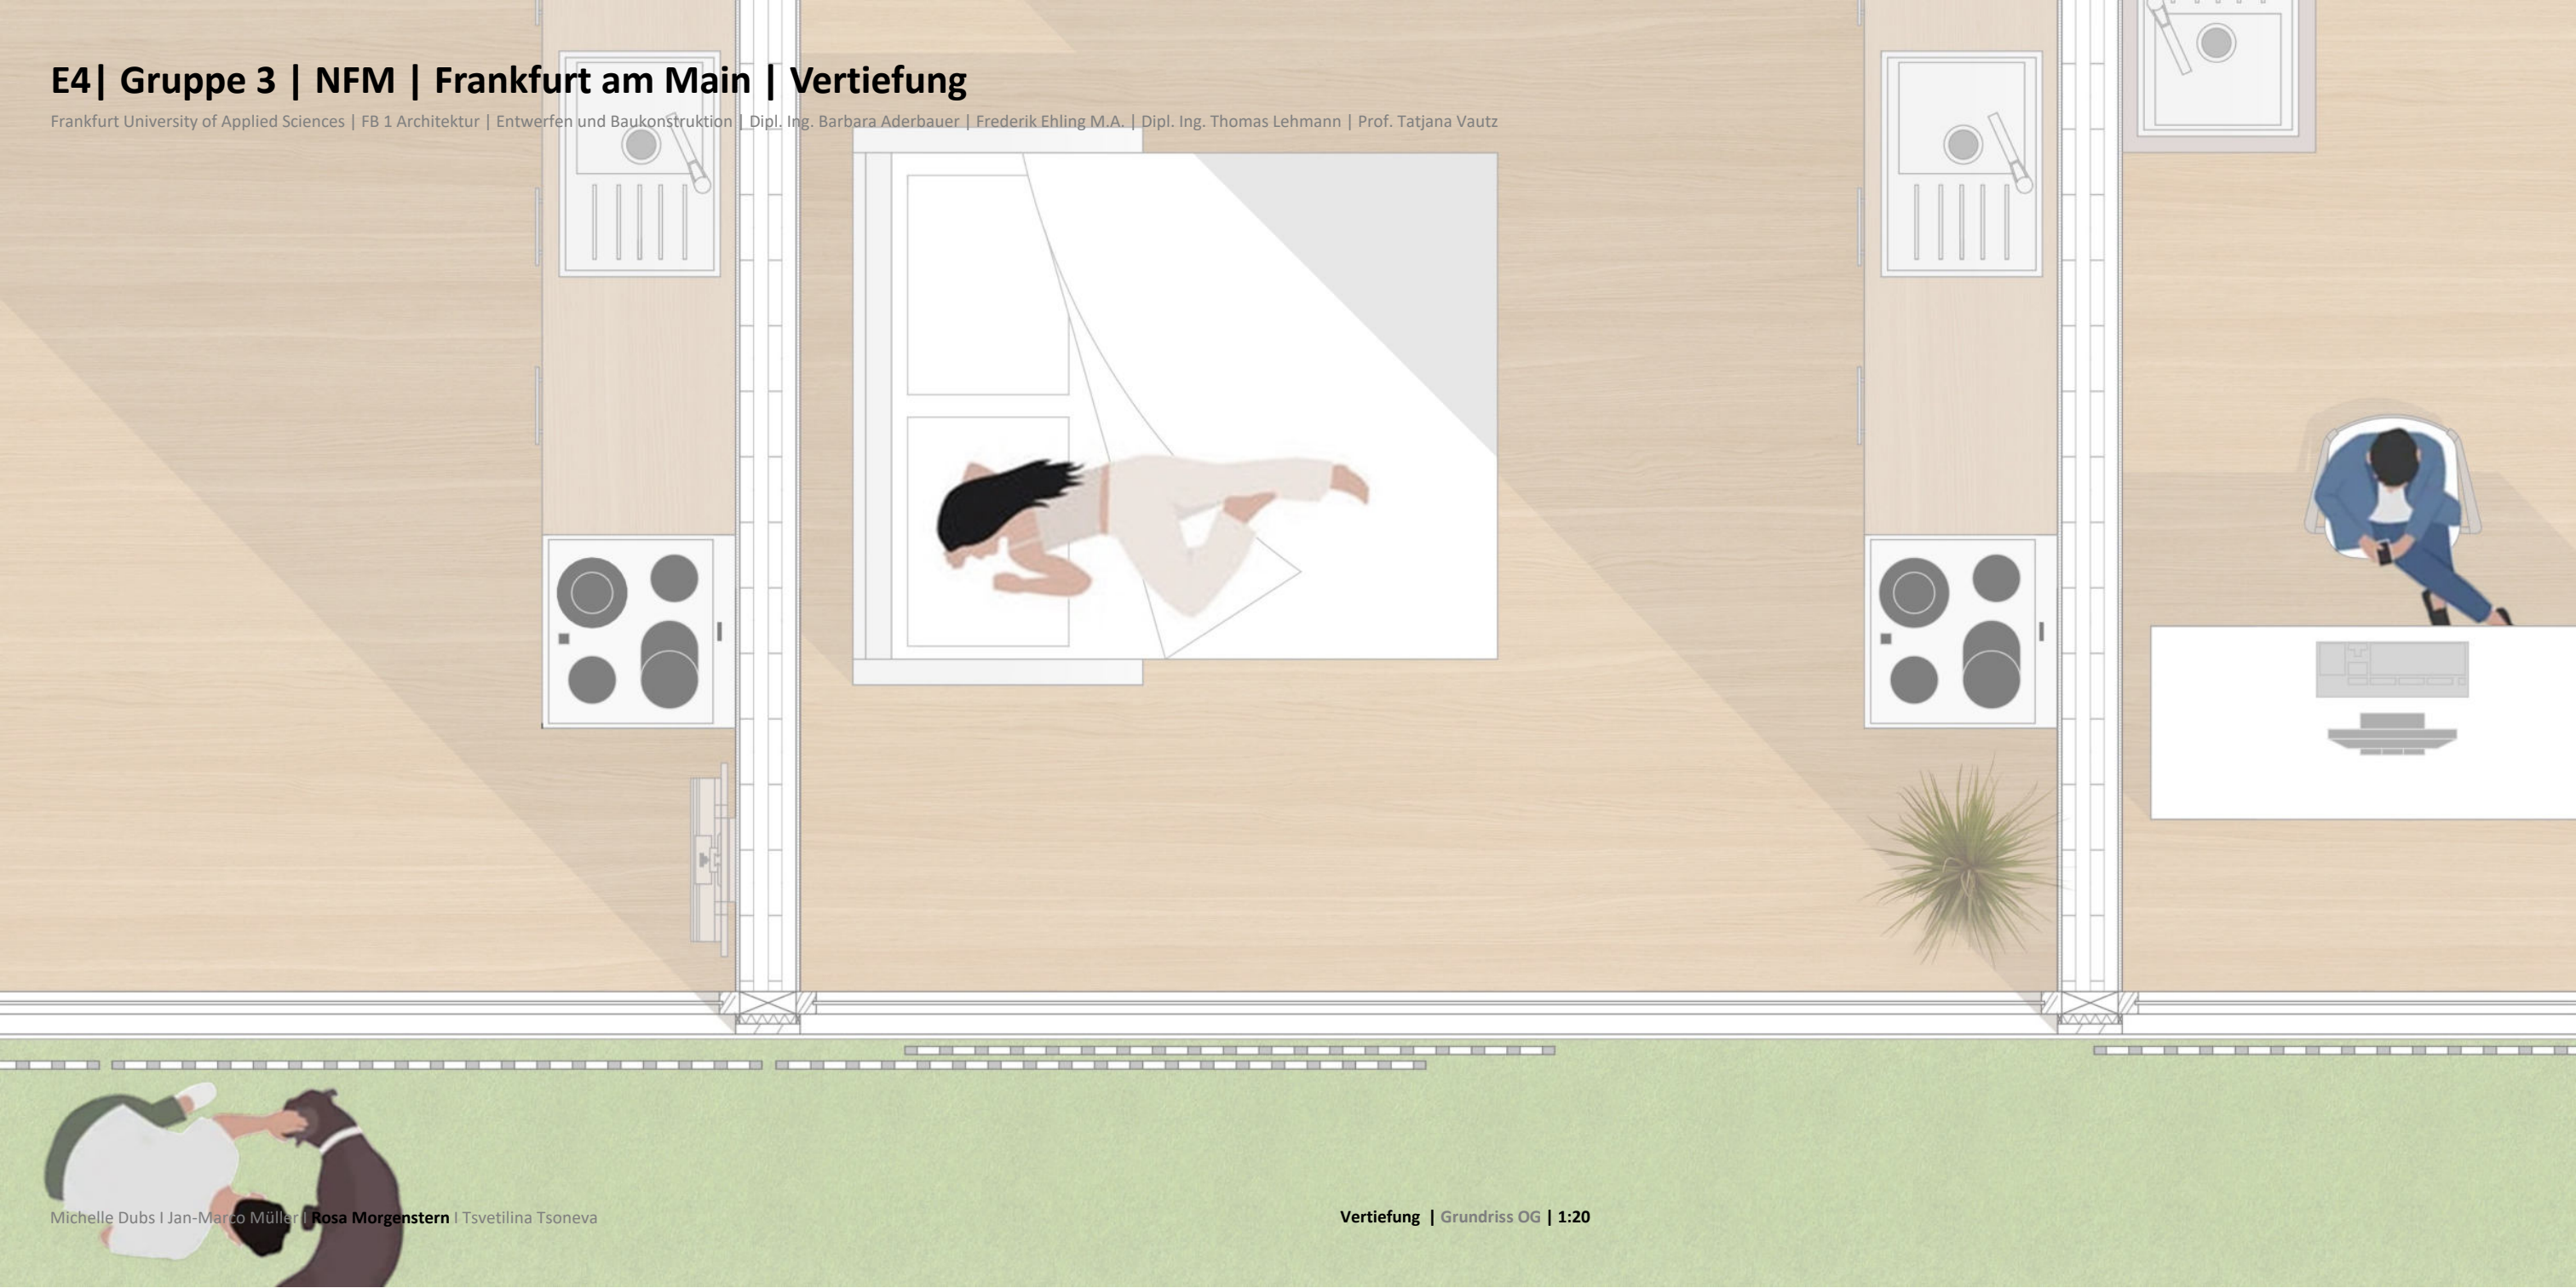 E4| Gruppe 3 | NFM | Frankfurt am Main | Vertiefung
Frankfurt University of Applied Sciences | FB 1 Architektur | Entwerfen und Baukonstruktion | Dipl. Ing. Barbara Aderbauer | Frederik Ehling M.A. | Dipl. Ing. Thomas Lehmann | Prof. Tatjana Vautz
Michelle Dubs I Jan-Marco Müller I Rosa Morgenstern I Tsvetilina Tsoneva
Vertiefung | Grundriss OG | 1:20